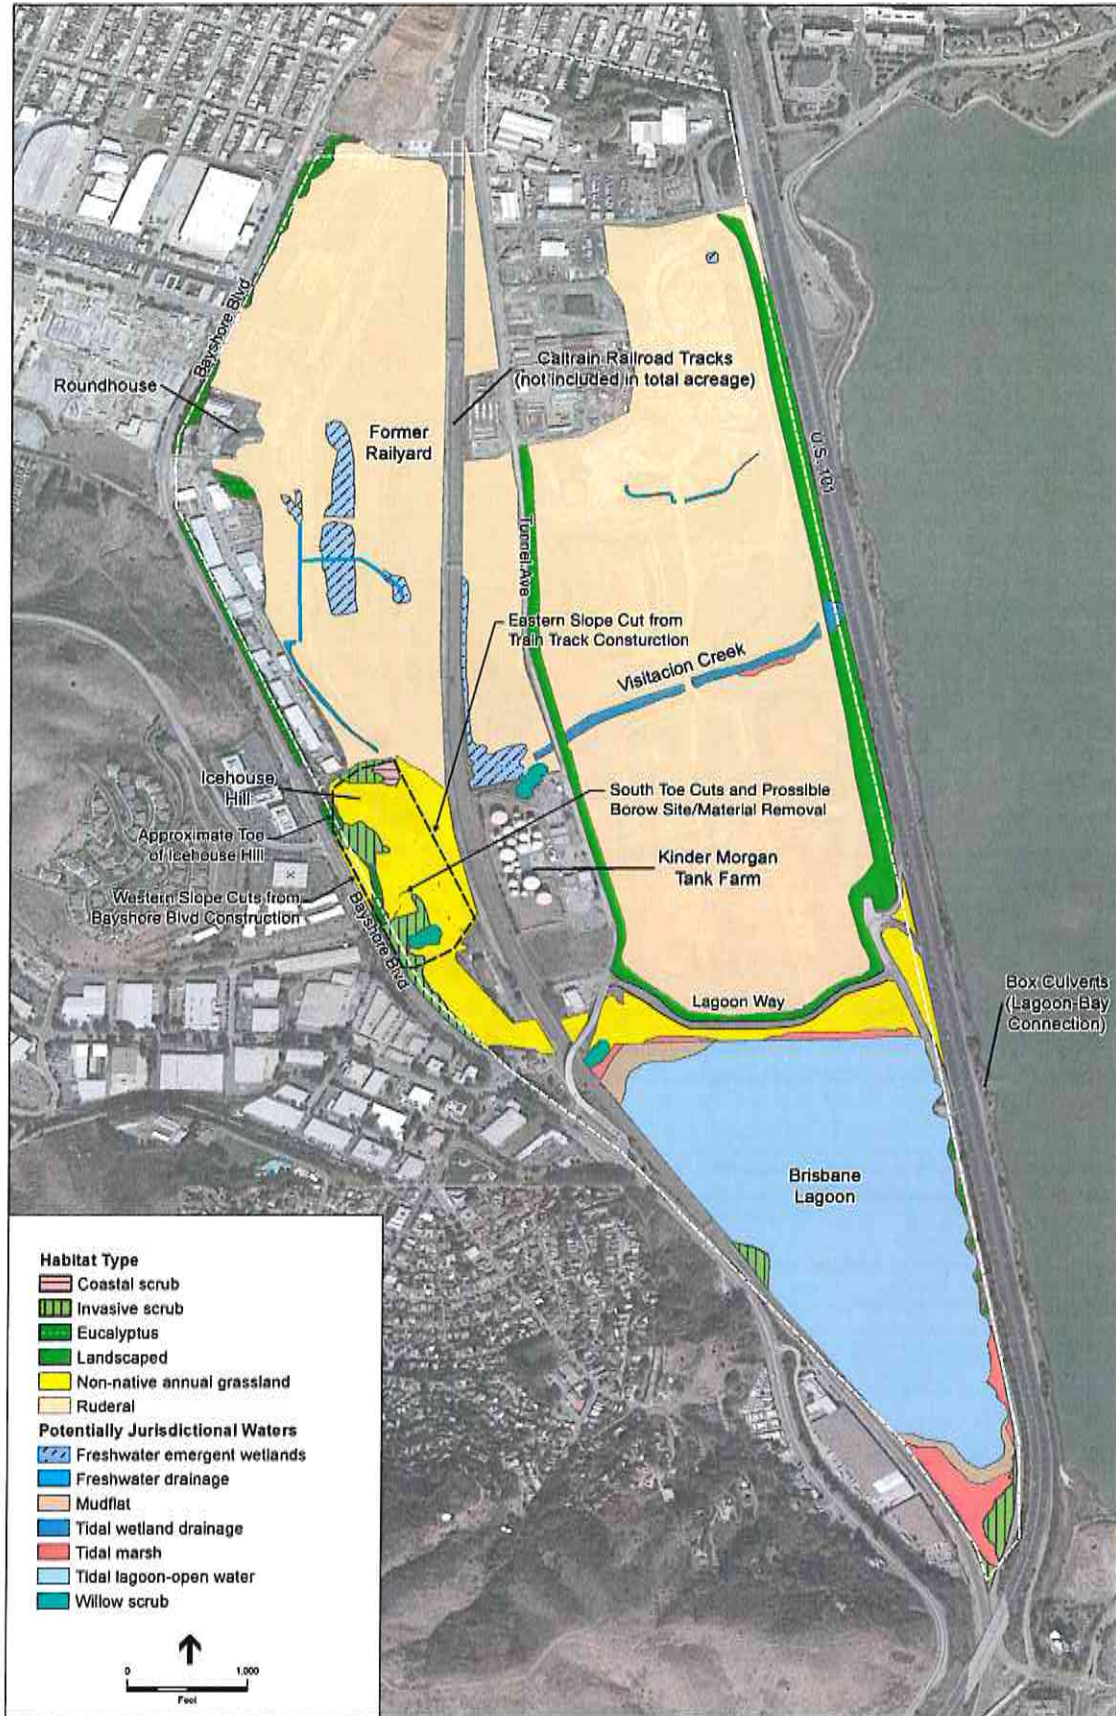 Bayshore Blvd
Roundhouse
Caltrain Railroad Tracks
(not included in total acreage)
Former
Railyard
U.S. 101
Tunnel Ave
Eastern Slope Cut from
Train Track Consturction
Visitacion Creek
Icehouse
Hill
South Toe Cuts and Prossible
Borow Site/Material Removal
Approximate Toe
of Icehouse Hill
Kinder Morgan
Tank Farm
Western Slope Cuts from
Bayshore Blvd Construction
Bayshore Blvd
Lagoon Way
Box Culverts
(Lagoon-Bay
Connection)
Brisbane
Lagoon
Habitat Type
Coastal scrub
Invasive scrub
Eucalyptus
Landscaped
Non-native annual grassland
Ruderal
Potentially Jurisdictional Waters
Freshwater emergent wetlands
Freshwater drainage
Mudflat
Tidal wetland drainage
Tidal marsh
Tidal lagoon-open water
Willow scrub
0 1,000
Feet